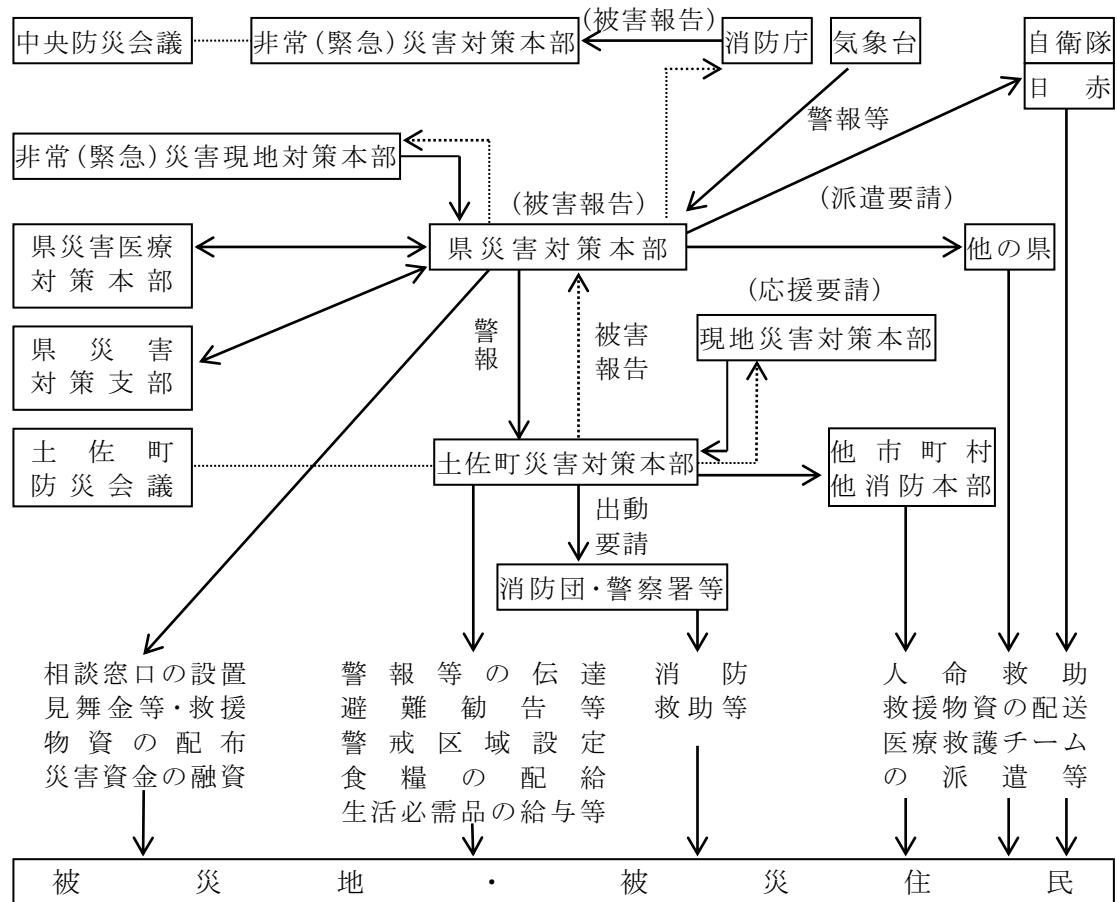 (被害報告)
中央防災会議
非常(緊急)災害対策本部
消防庁
気象台
自衛隊
日赤
警報等
非常(緊急)災害現地対策本部
(被害報告)
(派遣要請)
県災害医療
対策本部
県災害対策本部
他の県
(応援要請)
県災害
対策支部
警報
被害
報告
現地災害対策本部
土佐町
防災会議
土佐町災害対策本部
他市町村
他消防本部
出動
要請
消防団・警察署等
相談窓口の設置
見舞金等・救援
物資の配布
災害資金の融資
警報等の伝達
避難勧告等
警戒区域設定
食糧の配給
生活必需品の給与等
消防
救助等
人命救助
救援物資の配送
医療救護チーム
の派遣等
被災地・被災住民